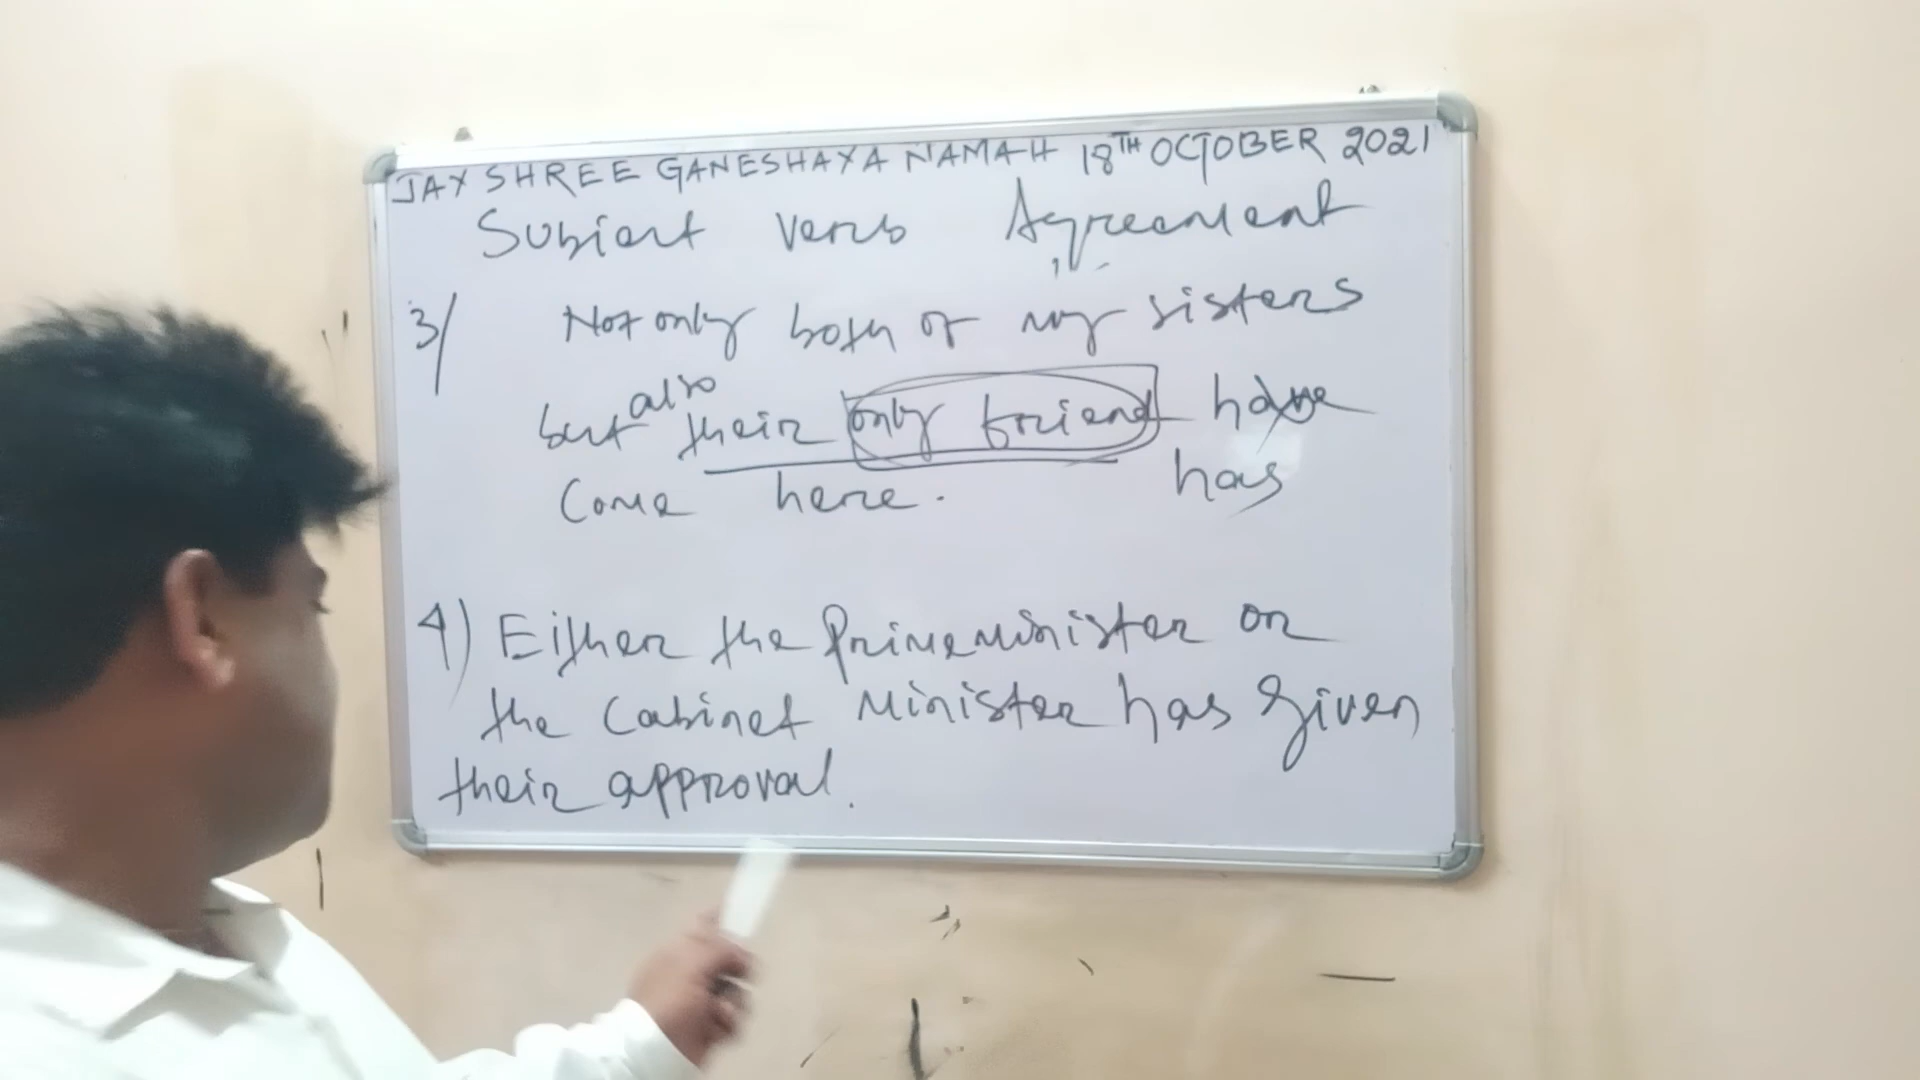 JAY SHREE GANESHAYA NAMAH 18TH OCTOBER 2021
Subject verb Agreement
3/ Not only both of my sisters
but also their only friend have
come here. has
4) Either the Prime Minister or
the Cabinet Minister has given
their approval.